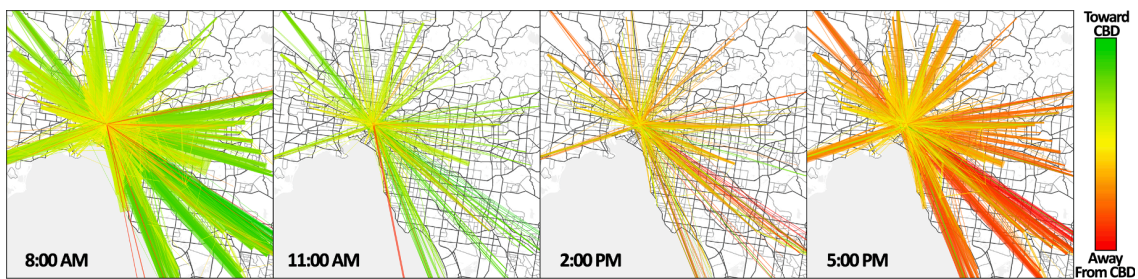 Toward
CBD
8:00 AM
11:00 AM
2:00 PM
5:00 PM
Away
From CBD